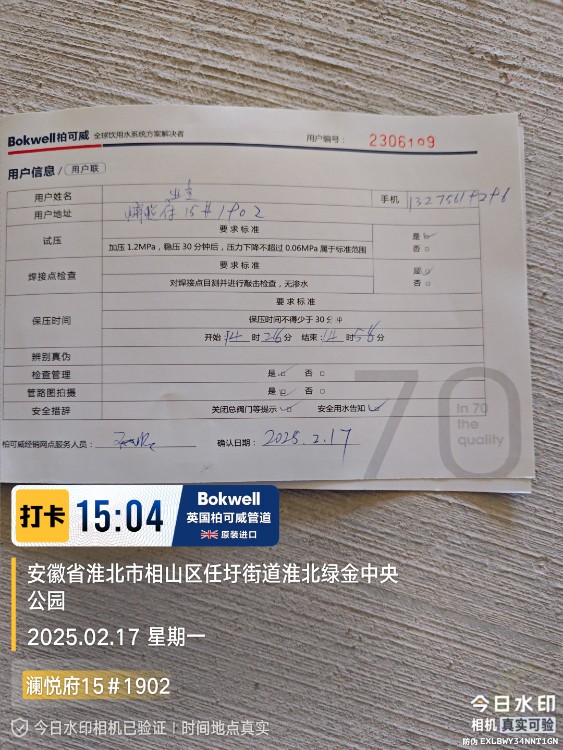 Bokwell柏可威 全球饮用水系统方案解决者
用户编号： 2306109
用户信息 / 用户联
用户姓名 业主 手机
用户地址 澜悦府15#1902
试压 要求标准 是
加压1.2MPa，稳压30分钟后，压力下降不超过0.06MPa属于标准范围 否
焊接点检查 要求标准 是
对焊接点目测并进行敲击检查，无渗水 否
保压时间 要求标准
保压时间不得少于30分钟
开始 14 时 26 分 结束：14 时 56 分
辨别真伪
检查管理 是 否
管路图拍摄 是 否
安全措辞 关闭总阀门等提示 安全用水告知
柏可威经销网点服务人员： 确认日期： 2025.2.17
70
In 70
the
quality
打卡 15:04 Bokwell
英国柏可威管道
原装进口
安徽省淮北市相山区任圩街道淮北绿金中央
公园
2025.02.17 星期一
澜悦府15#1902
今日水印
相机 真实可验
今日水印相机已验证 | 时间地点真实
防伪 EXLBWY34NNT1GN